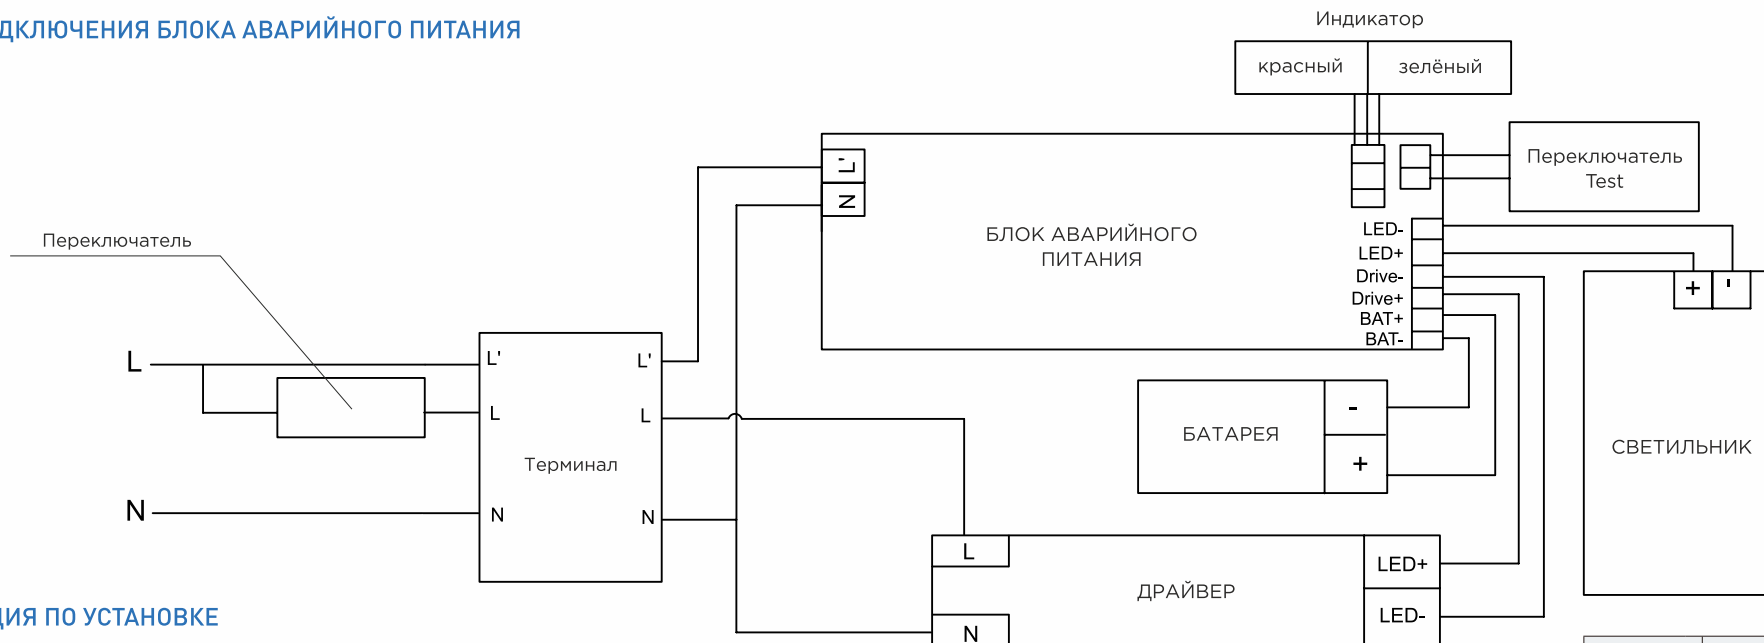 ДКЛЮЧЕНИЯ БЛОКА АВАРИЙНОГО ПИТАНИЯ
Индикатор
красный
зелёный
Переключатель
Test
L'
N
БЛОК АВАРИЙНОГО
ПИТАНИЯ
LED-
LED+
Drive-
Drive+
BAT+
BAT-
+
-
Переключатель
L
N
L'
L
N
Терминал
L'
L
N
БАТАРЕЯ
-
+
СВЕТИЛЬНИК
L
N
ДРАЙВЕР
LED+
LED-
ЦИЯ ПО УСТАНОВКЕ